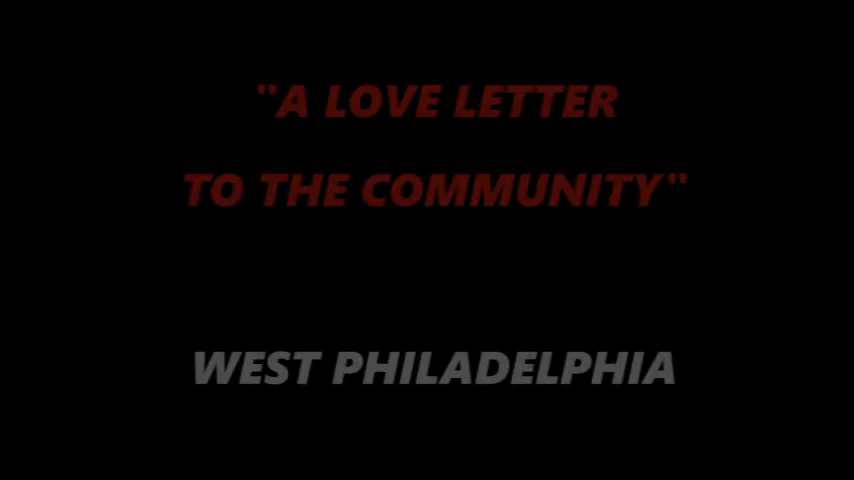 "A LOVE LETTER
TO THE COMMUNITY"
WEST PHILADELPHIA